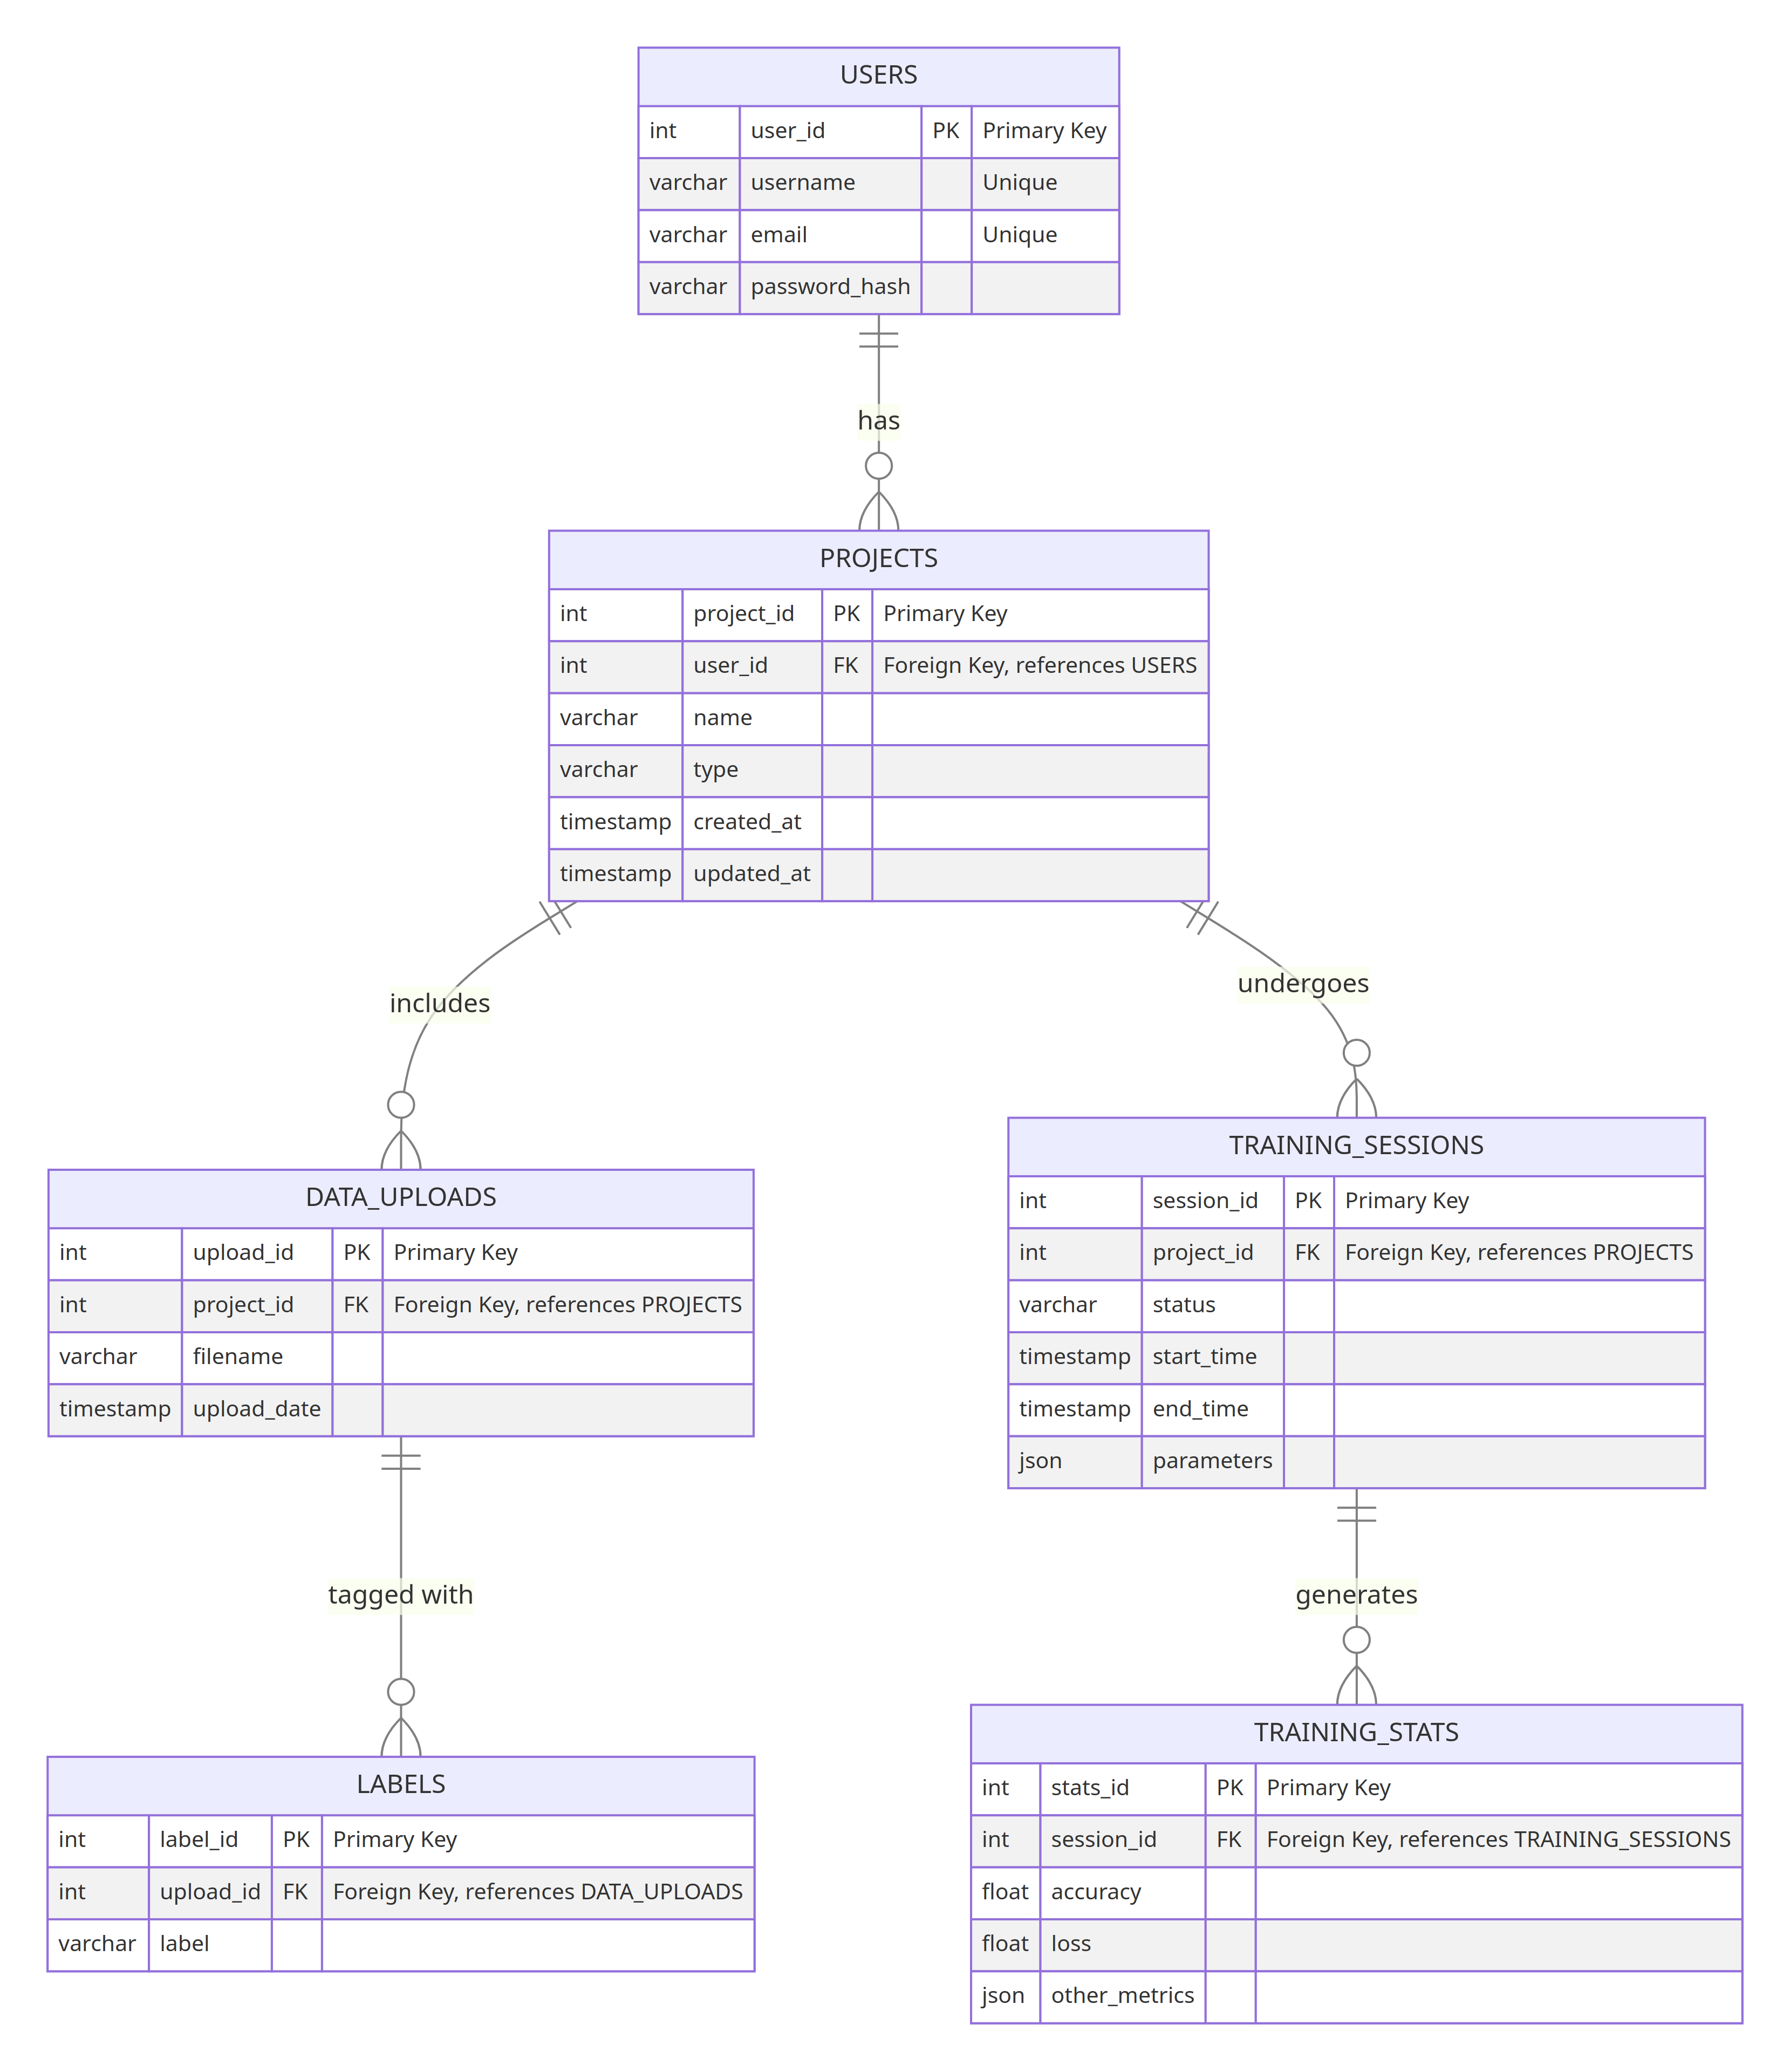 USERS
int user_id PK Primary Key
varchar username Unique
varchar email Unique
varchar password_hash
has
PROJECTS
int project_id PK Primary Key
int user_id FK Foreign Key, references USERS
varchar name
varchar type
timestamp created_at
timestamp updated_at
includes
undergoes
DATA_UPLOADS
int upload_id PK Primary Key
int project_id FK Foreign Key, references PROJECTS
varchar filename
timestamp upload_date
TRAINING_SESSIONS
int session_id PK Primary Key
int project_id FK Foreign Key, references PROJECTS
varchar status
timestamp start_time
timestamp end_time
json parameters
tagged with
generates
LABELS
int label_id PK Primary Key
int upload_id FK Foreign Key, references DATA_UPLOADS
varchar label
TRAINING_STATS
int stats_id PK Primary Key
int session_id FK Foreign Key, references TRAINING_SESSIONS
float accuracy
float loss
json other_metrics